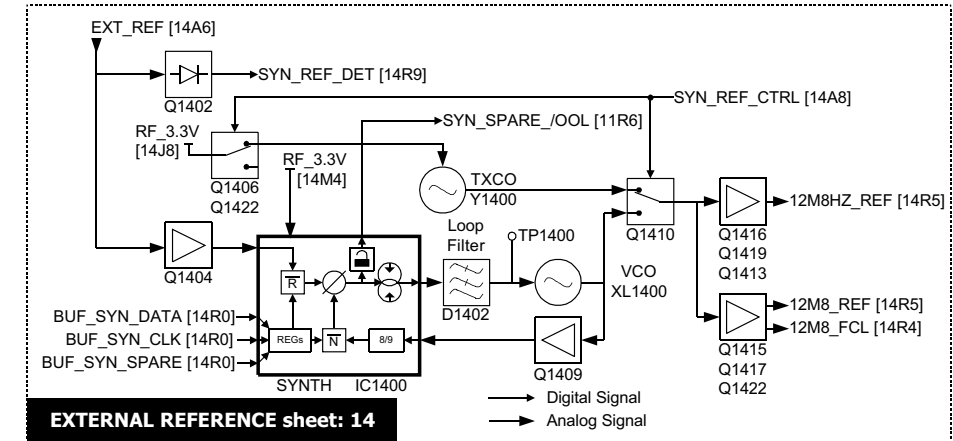 EXT_REF [14A6]
SYN_REF_DET [14R9]
Q1402
SYN_REF_CTRL [14A8]
SYN_SPARE_/OOL [11R6]
RF_3.3V
[14J8]
Q1406
Q1422
RF_3.3V
[14M4]
TXCO
Y1400
Q1410
12M8HZ_REF [14R5]
Q1416
Q1419
Q1413
Q1404
Loop
Filter
TP1400
D1402
VCO
XL1400
R
BUF_SYN_DATA [14R0]
BUF_SYN_CLK [14R0]
BUF_SYN_SPARE [14R0]
REGs
N
8/9
SYNTH
IC1400
Q1409
12M8_REF [14R5]
12M8_FCL [14R4]
Q1415
Q1417
Q1422
Digital Signal
Analog Signal
EXTERNAL REFERENCE sheet: 14